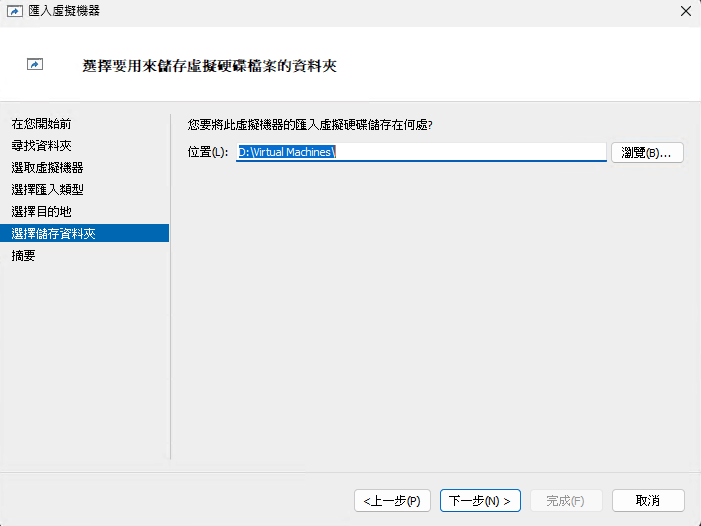 匯入虛擬機器
選擇要用來儲存虛擬硬碟檔案的資料夾
在您開始前
尋找資料夾
選取虛擬機器
選擇匯入類型
選擇目的地
選擇儲存資料夾
摘要
您要將此虛擬機器的匯入虛擬硬碟儲存在何處?
位置(L): D:\Virtual Machines\ 瀏覽(B)...
<上一步(P) 下一步(N) > 完成(F) 取消